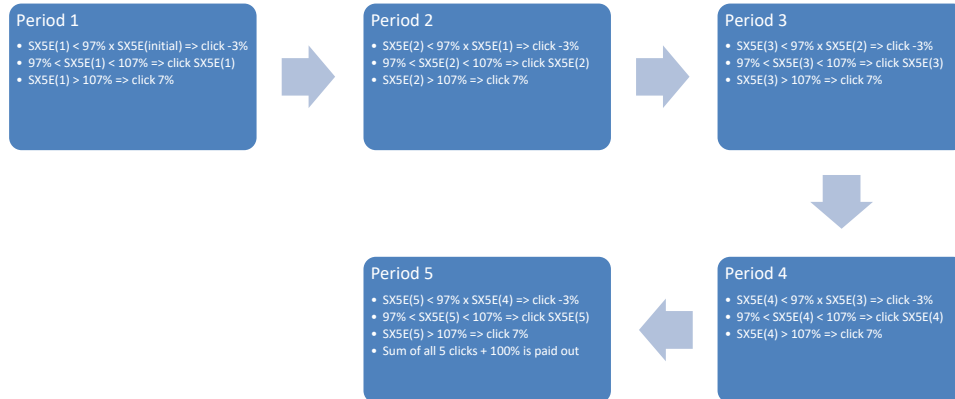 Period 1
• SX5E(1) < 97% x SX5E(initial) => click -3%
• 97% < SX5E(1) < 107% => click SX5E(1)
• SX5E(1) > 107% => click 7%
Period 2
• SX5E(2) < 97% x SX5E(1) => click -3%
• 97% < SX5E(2) < 107% => click SX5E(2)
• SX5E(2) > 107% => click 7%
Period 3
• SX5E(3) < 97% x SX5E(2) => click -3%
• 97% < SX5E(3) < 107% => click SX5E(3)
• SX5E(3) > 107% => click 7%
Period 4
• SX5E(4) < 97% x SX5E(3) => click -3%
• 97% < SX5E(4) < 107% => click SX5E(4)
• SX5E(4) > 107% => click 7%
Period 5
• SX5E(5) < 97% x SX5E(4) => click -3%
• 97% < SX5E(5) < 107% => click SX5E(5)
• SX5E(5) > 107% => click 7%
• Sum of all 5 clicks + 100% is paid out